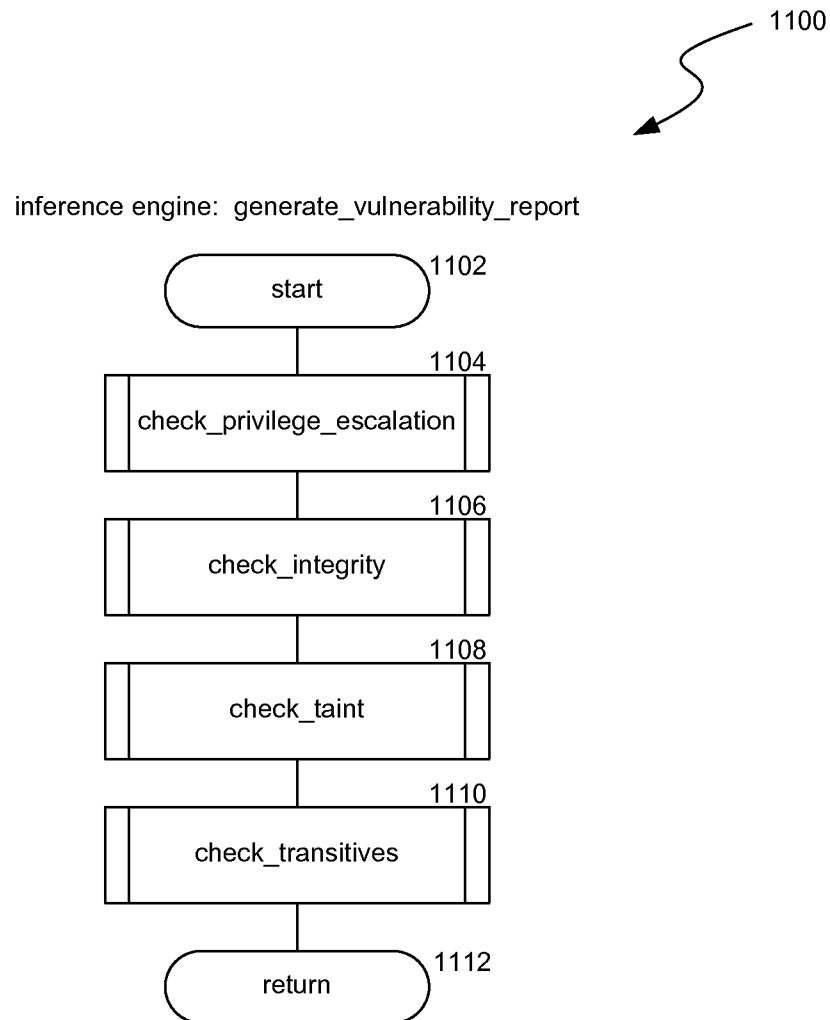 1100
inference engine: generate_vulnerability_report
1102
start
1104
check_privilege_escalation
1106
check_integrity
1108
check_taint
1110
check_transitives
1112
return